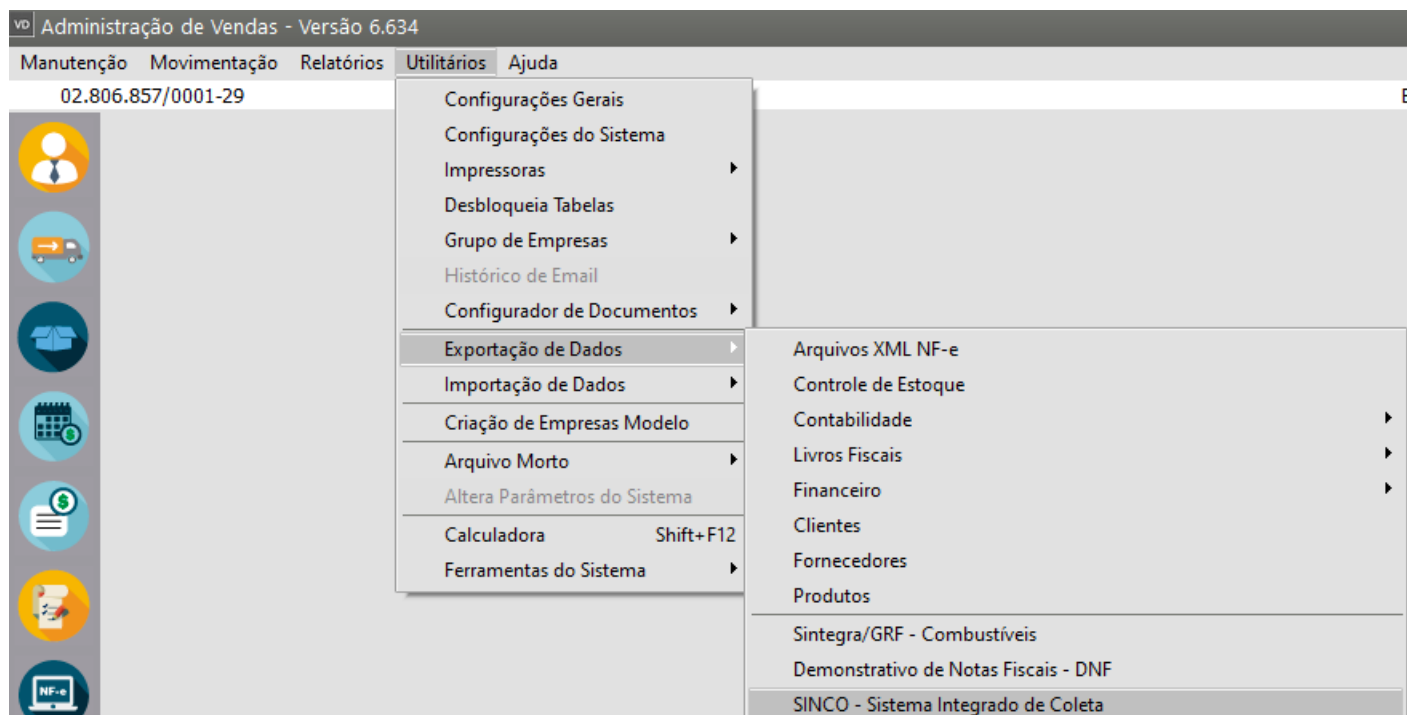 VD Administração de Vendas - Versão 6.634
Manutenção Movimentação Relatórios Utilitários Ajuda
02.806.857/0001-29
Configurações Gerais
Configurações do Sistema
Impressoras
Desbloqueia Tabelas
Grupo de Empresas
Histórico de Email
Configurador de Documentos
Exportação de Dados
Importação de Dados
Criação de Empresas Modelo
Arquivo Morto
Altera Parâmetros do Sistema
Calculadora Shift+F12
Ferramentas do Sistema
Arquivos XML NF-e
Controle de Estoque
Contabilidade
Livros Fiscais
Financeiro
Clientes
Fornecedores
Produtos
Sintegra/GRF - Combustíveis
Demonstrativo de Notas Fiscais - DNF
SINCO - Sistema Integrado de Coleta
NF-e